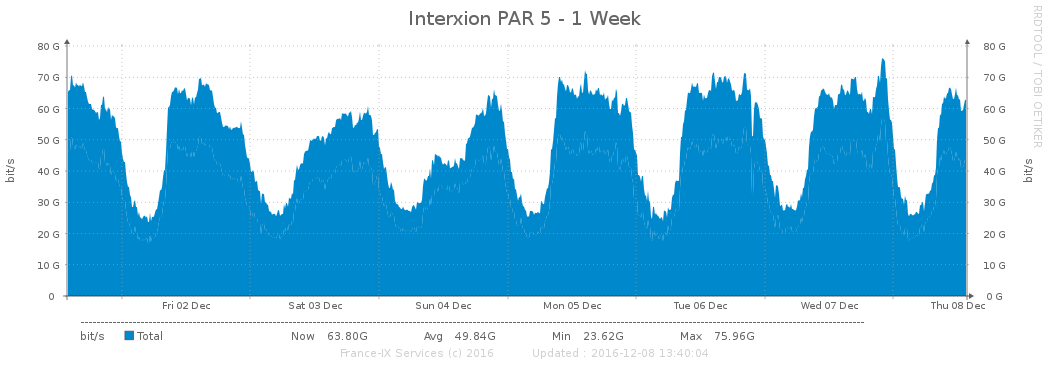 Interxion PAR 5 - 1 Week
RRDTOOL / TOBI OETIKER
bit/s
80 G 80 G
70 G 70 G
60 G 60 G
50 G 50 G
40 G 40 G
30 G 30 G
20 G 20 G
10 G 10 G
0 0 G
bit/s
Fri 02 Dec Sat 03 Dec Sun 04 Dec Mon 05 Dec Tue 06 Dec Wed 07 Dec Thu 08 Dec
bit/s Total Now 63.80G Avg 49.84G Min 23.62G Max 75.96G
France-IX Services (c) 2016 Updated : 2016-12-08 13:40:04